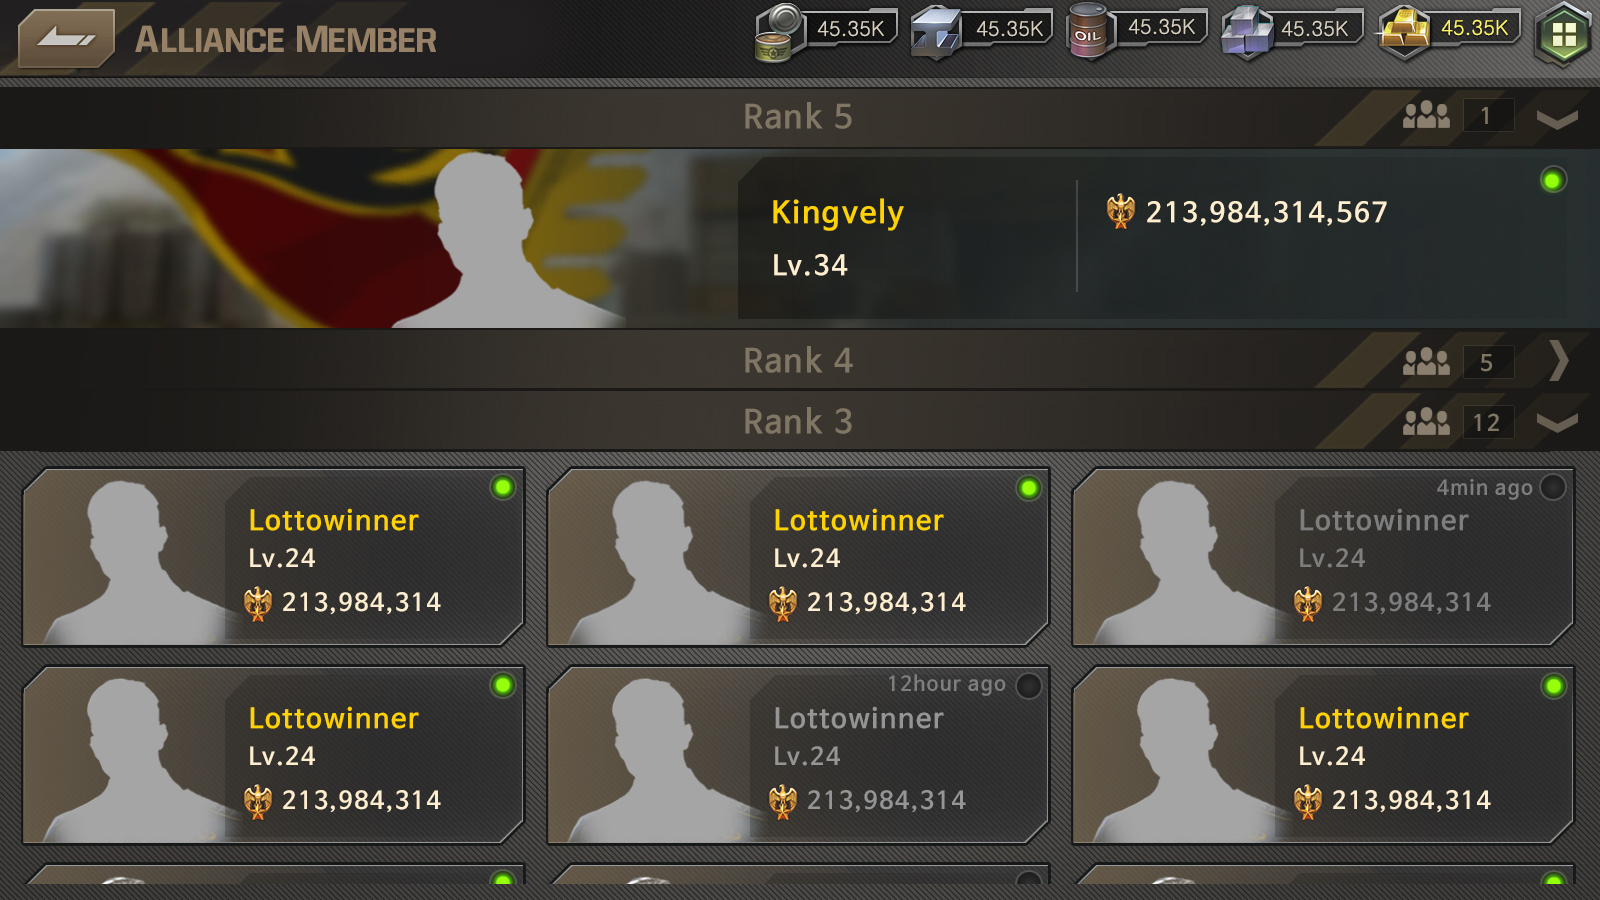 ALLIANCE MEMBER
45.35K
45.35K
OIL
45.35K
45.35K
45.35K
Rank 5
1
Kingvely
213,984,314,567
Lv.34
Rank 4
5
Rank 3
12
Lottowinner
Lv.24
213,984,314
Lottowinner
Lv.24
213,984,314
4min ago
Lottowinner
Lv.24
213,984,314
Lottowinner
Lv.24
213,984,314
12hour ago
Lottowinner
Lv.24
213,984,314
Lottowinner
Lv.24
213,984,314